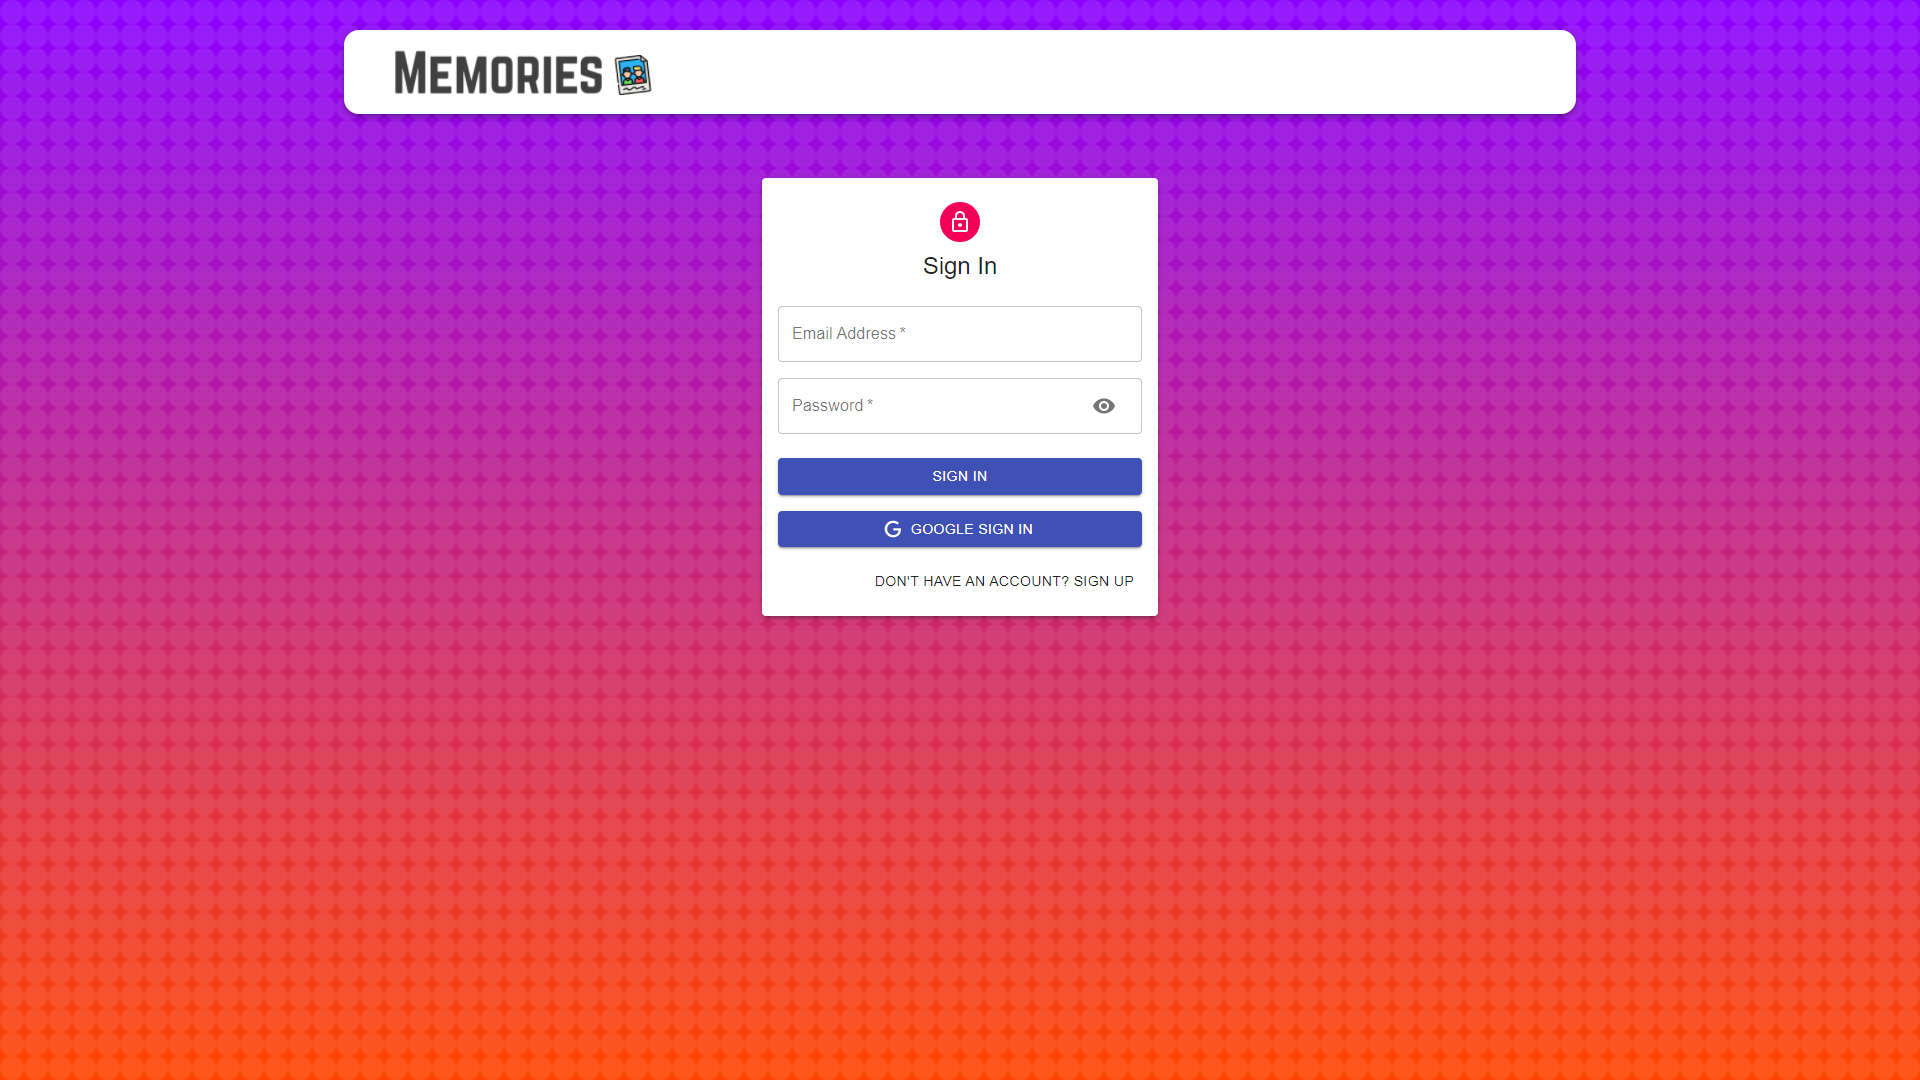 MEMORIES
Sign In
Email Address *
Password *
SIGN IN
GOOGLE SIGN IN
DON'T HAVE AN ACCOUNT? SIGN UP